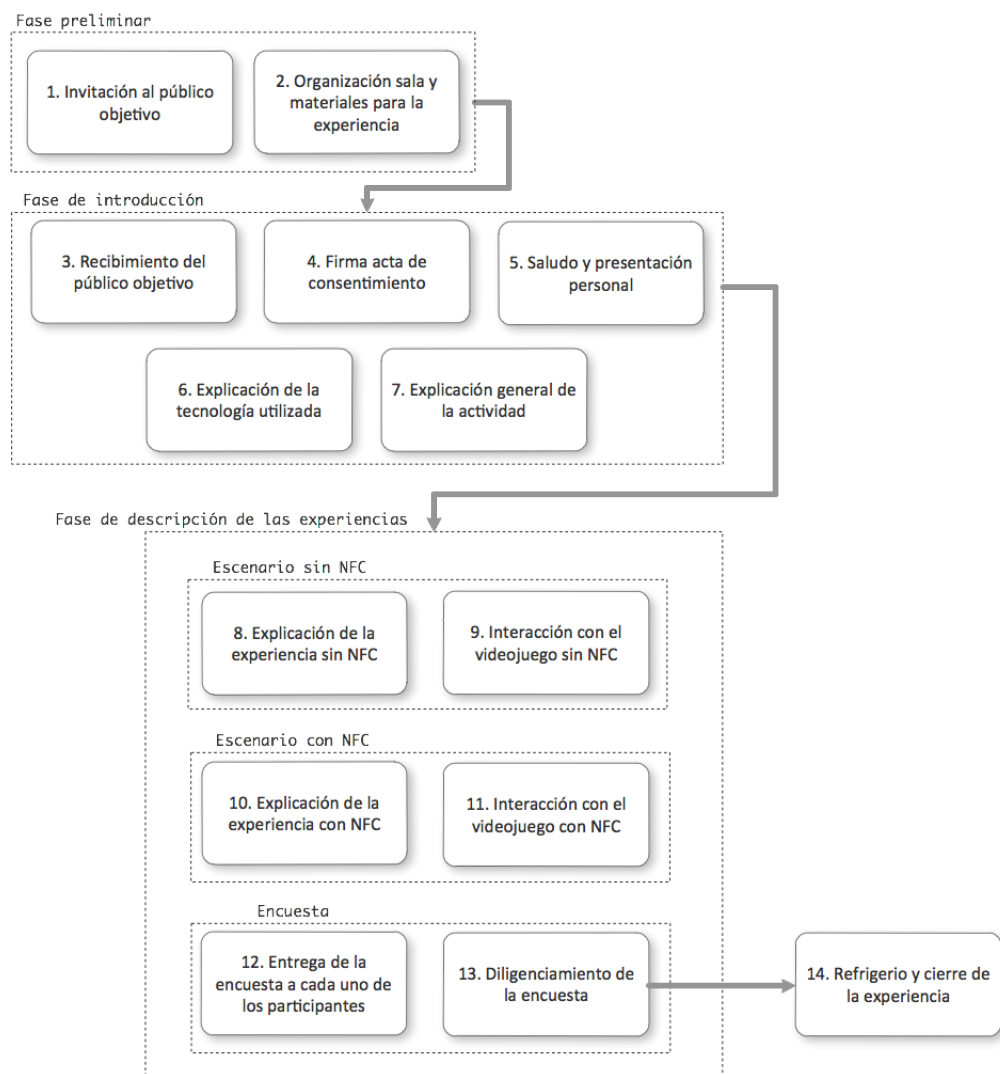 Fase preliminar
1. Invitación al público
objetivo
2. Organización sala y
materiales para la
experiencia
Fase de introducción
3. Recibimiento del
público objetivo
4. Firma acta de
consentimiento
5. Saludo y presentación
personal
6. Explicación de la
tecnología utilizada
7. Explicación general de
la actividad
Fase de descripción de las experiencias
Escenario sin NFC
8. Explicación de la
experiencia sin NFC
9. Interacción con el
videojuego sin NFC
Escenario con NFC
10. Explicación de la
experiencia con NFC
11. Interacción con el
videojuego con NFC
Encuesta
12. Entrega de la
encuesta a cada uno de
los participantes
13. Diligenciamiento de
la encuesta
14. Refrigerio y cierre de
la experiencia